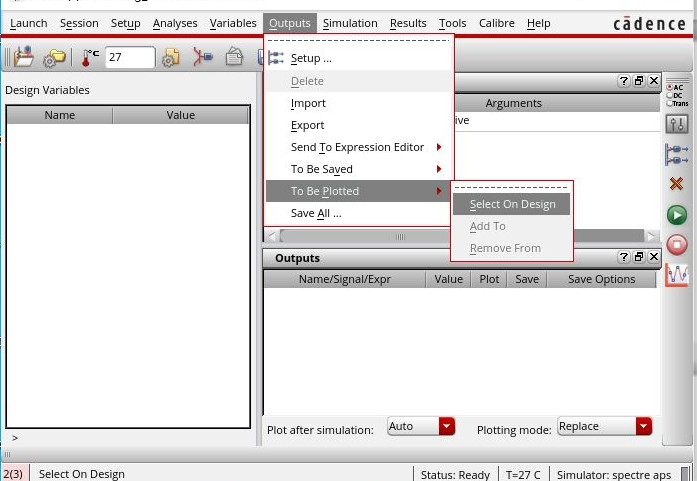 Launch Session Setup Analyses Variables Outputs Simulation Results Tools Calibre Help cādence
°C 27
Setup ...
Delete
Import
Export
Send To Expression Editor
To Be Saved
To Be Plotted
Save All ...
Select On Design
Add To
Remove From
Design Variables
Name Value
>
Arguments
ive
AC
DC
Trans
Outputs
Name/Signal/Expr Value Plot Save Save Options
Plot after simulation: Auto Plotting mode: Replace
2(3) Select On Design Status: Ready T=27 C Simulator: spectre aps